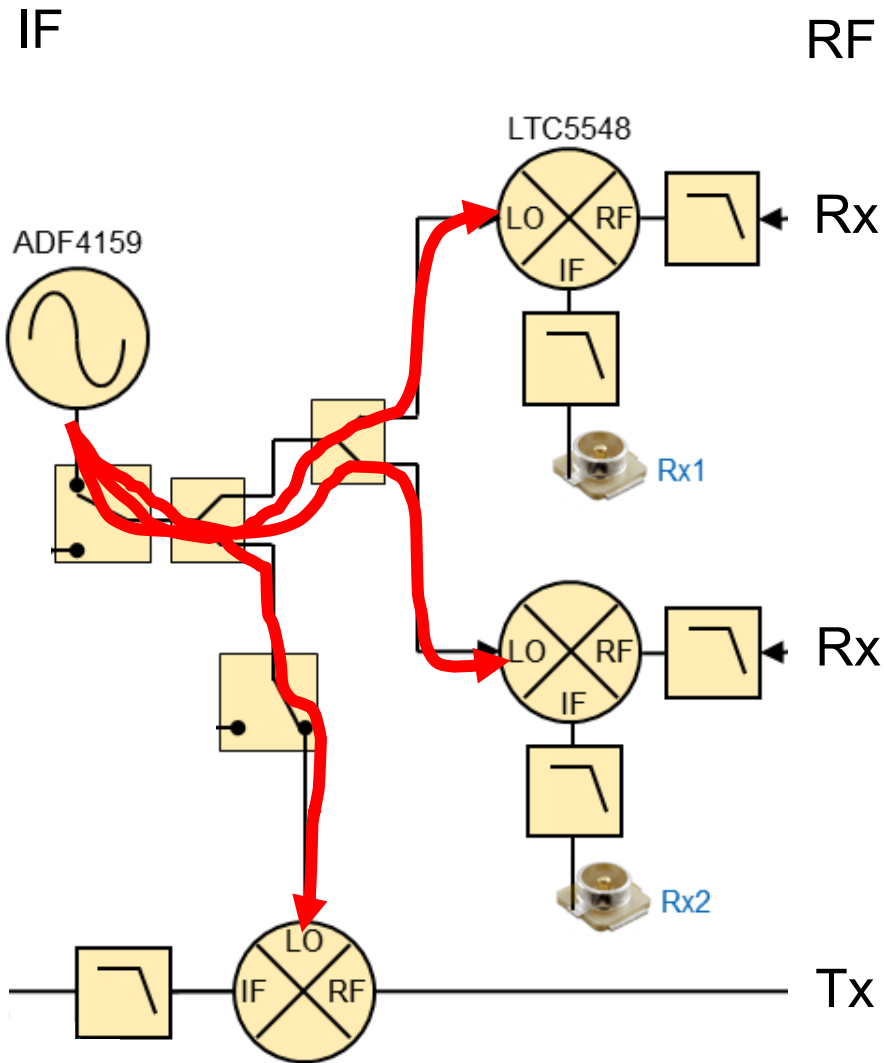 IF
RF
LTC5548
LO
RF
IF
Rx
ADF4159
Rx1
LO
RF
IF
Rx
Rx2
LO
IF
RF
Tx